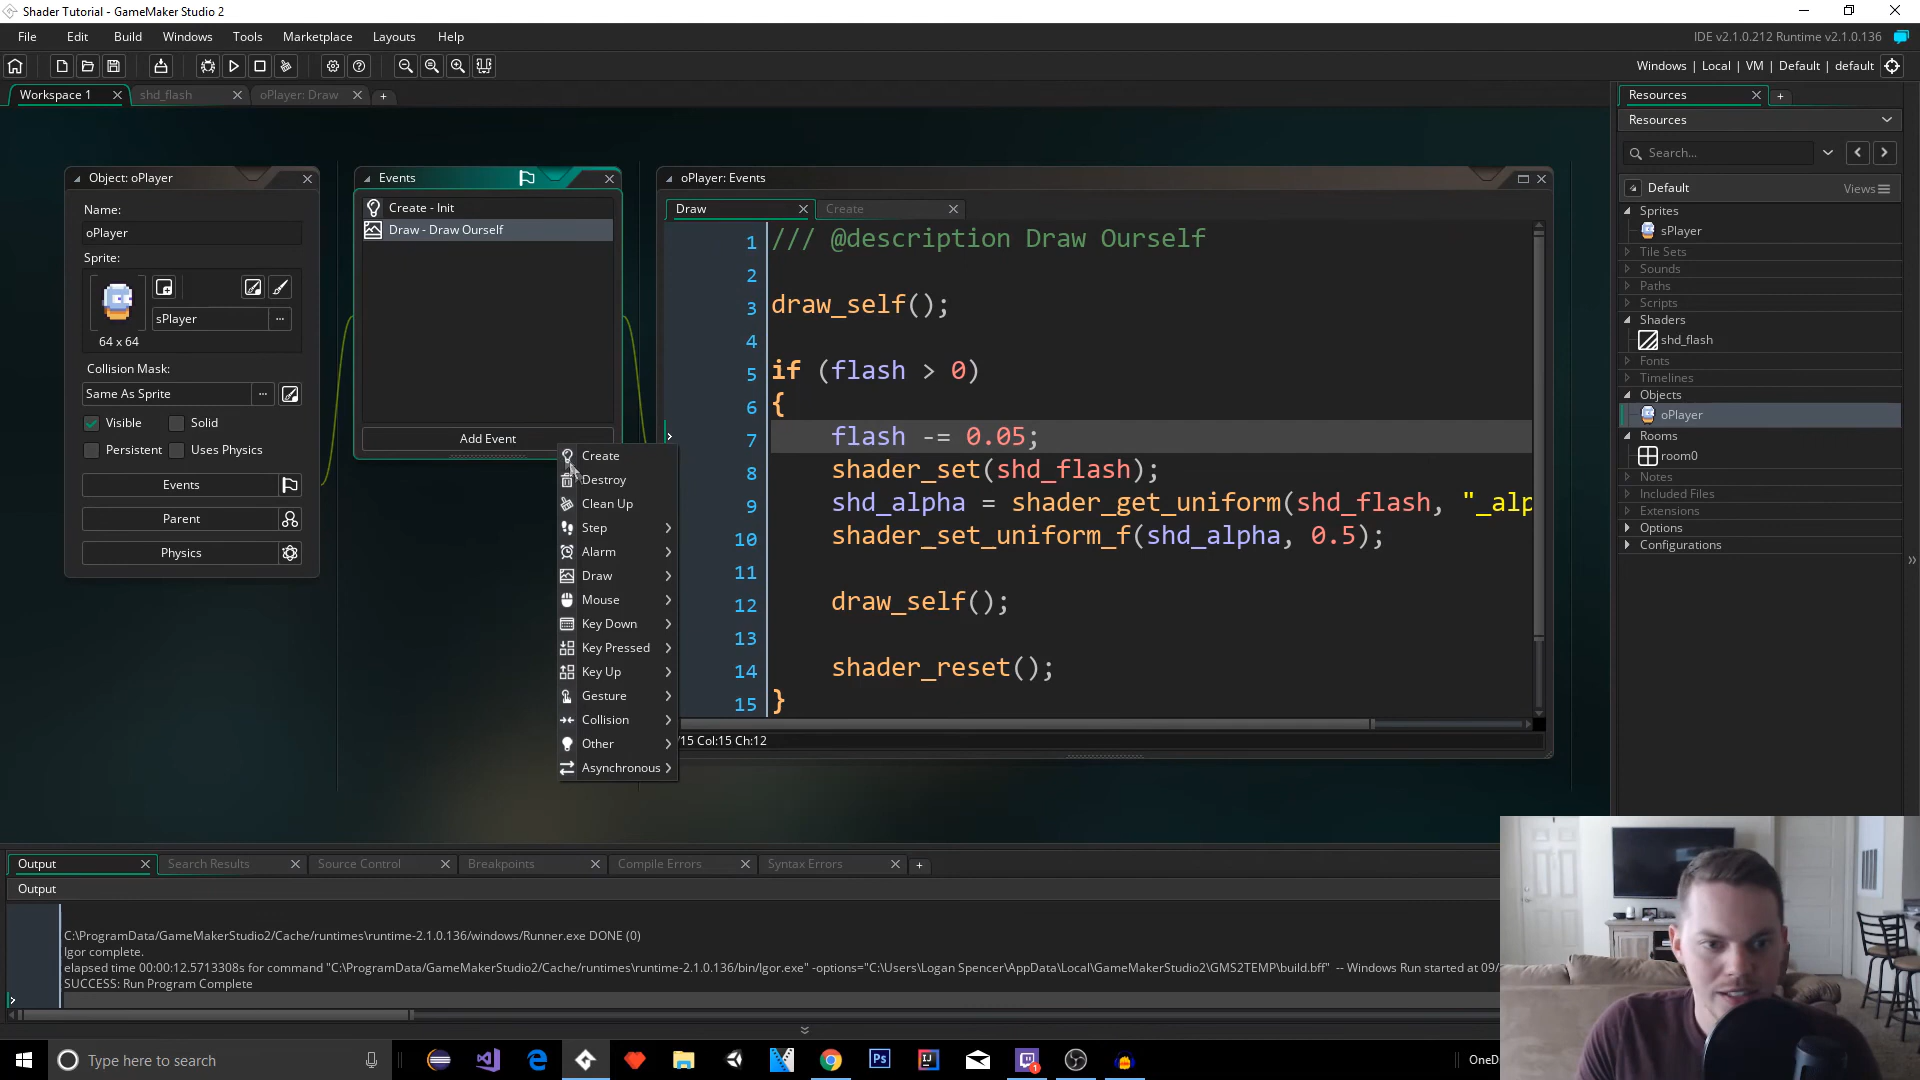 Shader Tutorial - GameMaker Studio 2
File Edit Build Windows Tools Marketplace Layouts Help
IDE v2.1.0.212 Runtime v2.1.0.136
Windows | Local | VM | Default | default
Workspace 1
shd_flash
oPlayer: Draw
Object: oPlayer
Name:
oPlayer
Sprite:
sPlayer
64 x 64
Collision Mask:
Same As Sprite
Visible
Solid
Persistent
Uses Physics
Events
Parent
Physics
Events
Create - Init
Draw - Draw Ourself
Add Event
Create
Destroy
Clean Up
Step
Alarm
Draw
Mouse
Key Down
Key Pressed
Key Up
Gesture
Collision
Other
Asynchronous
oPlayer: Events
Draw
Create
1 /// @description Draw Ourself
2
3 draw_self();
4
5 if (flash > 0)
6 {
7 flash -= 0.05;
8 shader_set(shd_flash);
9 shd_alpha = shader_get_uniform(shd_flash, "_alp
10 shader_set_uniform_f(shd_alpha, 0.5);
11
12 draw_self();
13
14 shader_reset();
15 }
/15 Col:15 Ch:12
Resources
Resources
Search...
Default
Views
Sprites
sPlayer
Tile Sets
Sounds
Paths
Scripts
Shaders
shd_flash
Fonts
Timelines
Objects
oPlayer
Rooms
room0
Notes
Included Files
Extensions
Options
Configurations
Output
Search Results
Source Control
Breakpoints
Compile Errors
Syntax Errors
Output
C:\ProgramData/GameMakerStudio2/Cache/runtimes\runtime-2.1.0.136/windows/Runner.exe DONE (0)
Igor complete.
elapsed time 00:00:12.5713308s for command "C:\ProgramData/GameMakerStudio2/Cache/runtimes\runtime-2.1.0.136/bin/Igor.exe" -options="C:\Users\Logan Spencer\AppData\Local\GameMakerStudio2\GMS2TEMP\build.bff" -- Windows Run started at 09/
SUCCESS: Run Program Complete
Type here to search
Ps
IJ
1
OneD